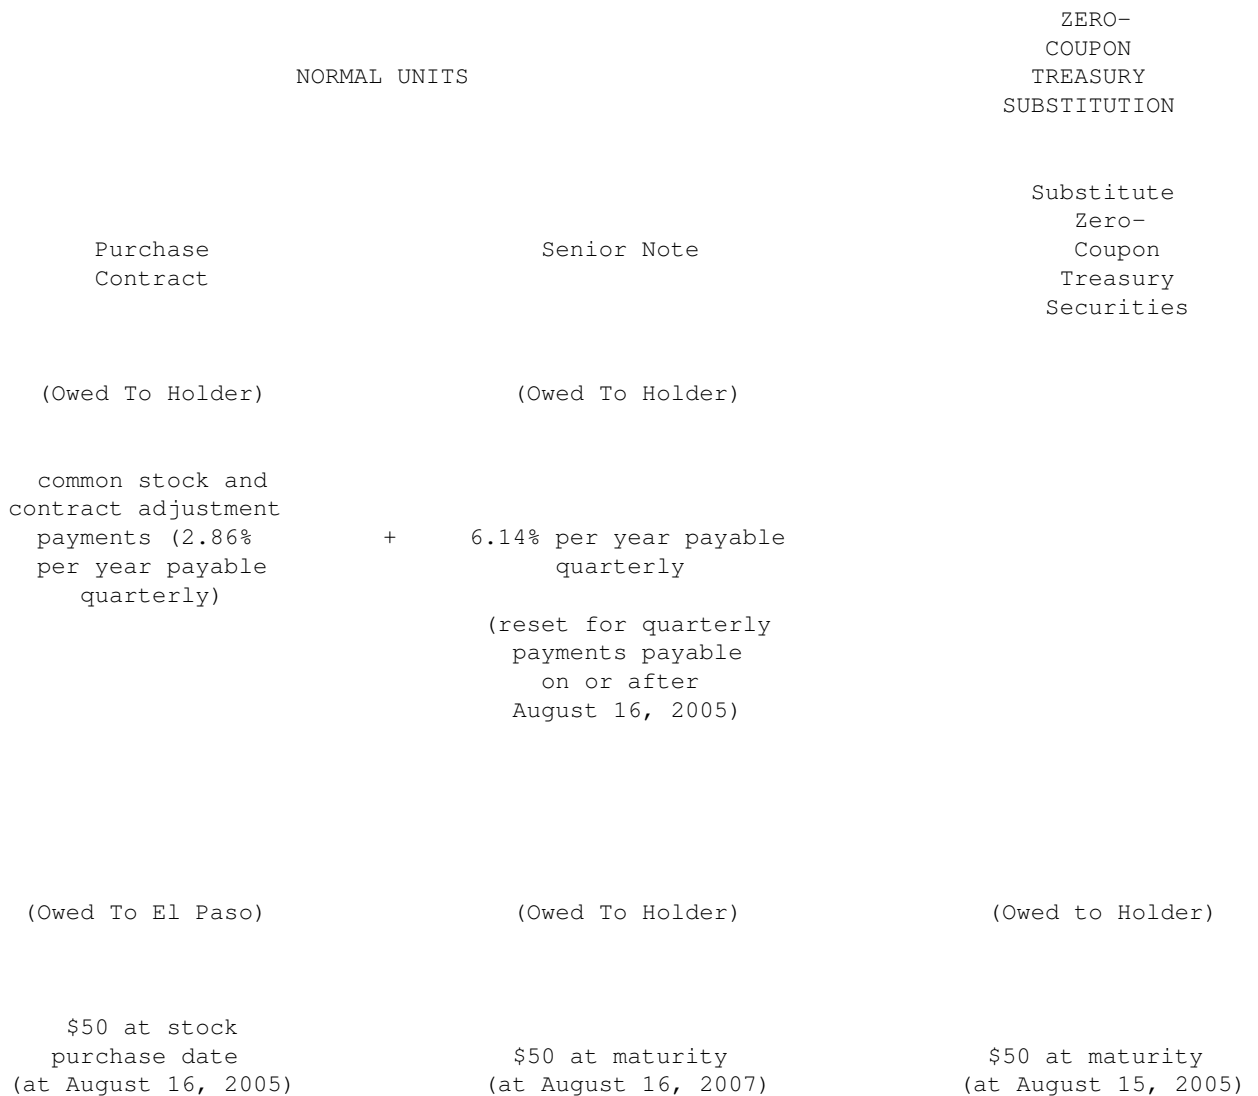 ZERO-
COUPON
NORMAL UNITS TREASURY
SUBSTITUTION
Substitute
Zero-
Purchase Senior Note Coupon
Contract Treasury
Securities
(Owed To Holder) (Owed To Holder)
common stock and
contract adjustment
payments (2.86% + 6.14% per year payable
per year payable quarterly
quarterly)
(reset for quarterly
payments payable
on or after
August 16, 2005)
(Owed To El Paso) (Owed To Holder) (Owed to Holder)
$50 at stock
purchase date $50 at maturity $50 at maturity
(at August 16, 2005) (at August 16, 2007) (at August 15, 2005)